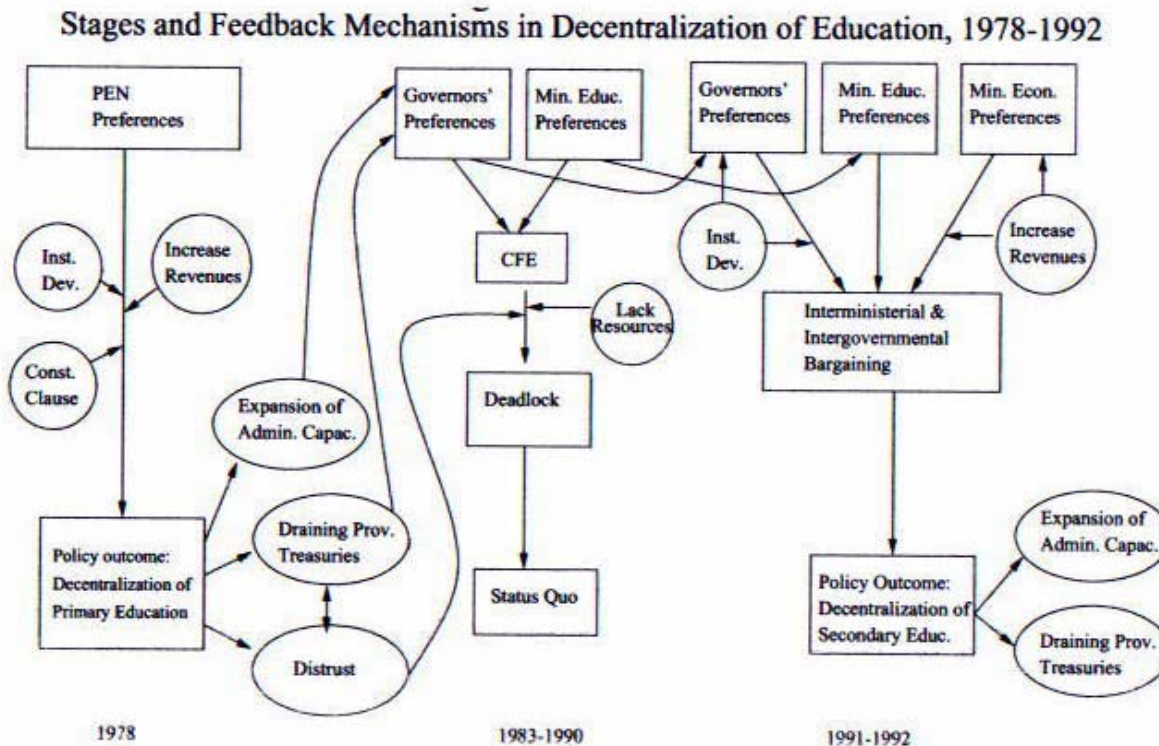 Stages and Feedback Mechanisms in Decentralization of Education, 1978-1992
PEN
Preferences
Inst.
Dev.
Increase
Revenues
Const.
Clause
Policy outcome:
Decentralization of
Primary Education
Expansion of
Admin. Capac.
Draining Prov.
Treasuries
Distrust
1978
Governors'
Preferences
Min. Educ.
Preferences
CFE
Lack
Resources
Deadlock
Status Quo
1983-1990
Governors'
Preferences
Min. Educ.
Preferences
Min. Econ.
Preferences
Inst.
Dev.
Increase
Revenues
Interministerial &
Intergovernmental
Bargaining
Policy Outcome:
Decentralization of
Secondary Educ.
Expansion of
Admin. Capac.
Draining Prov.
Treasuries
1991-1992